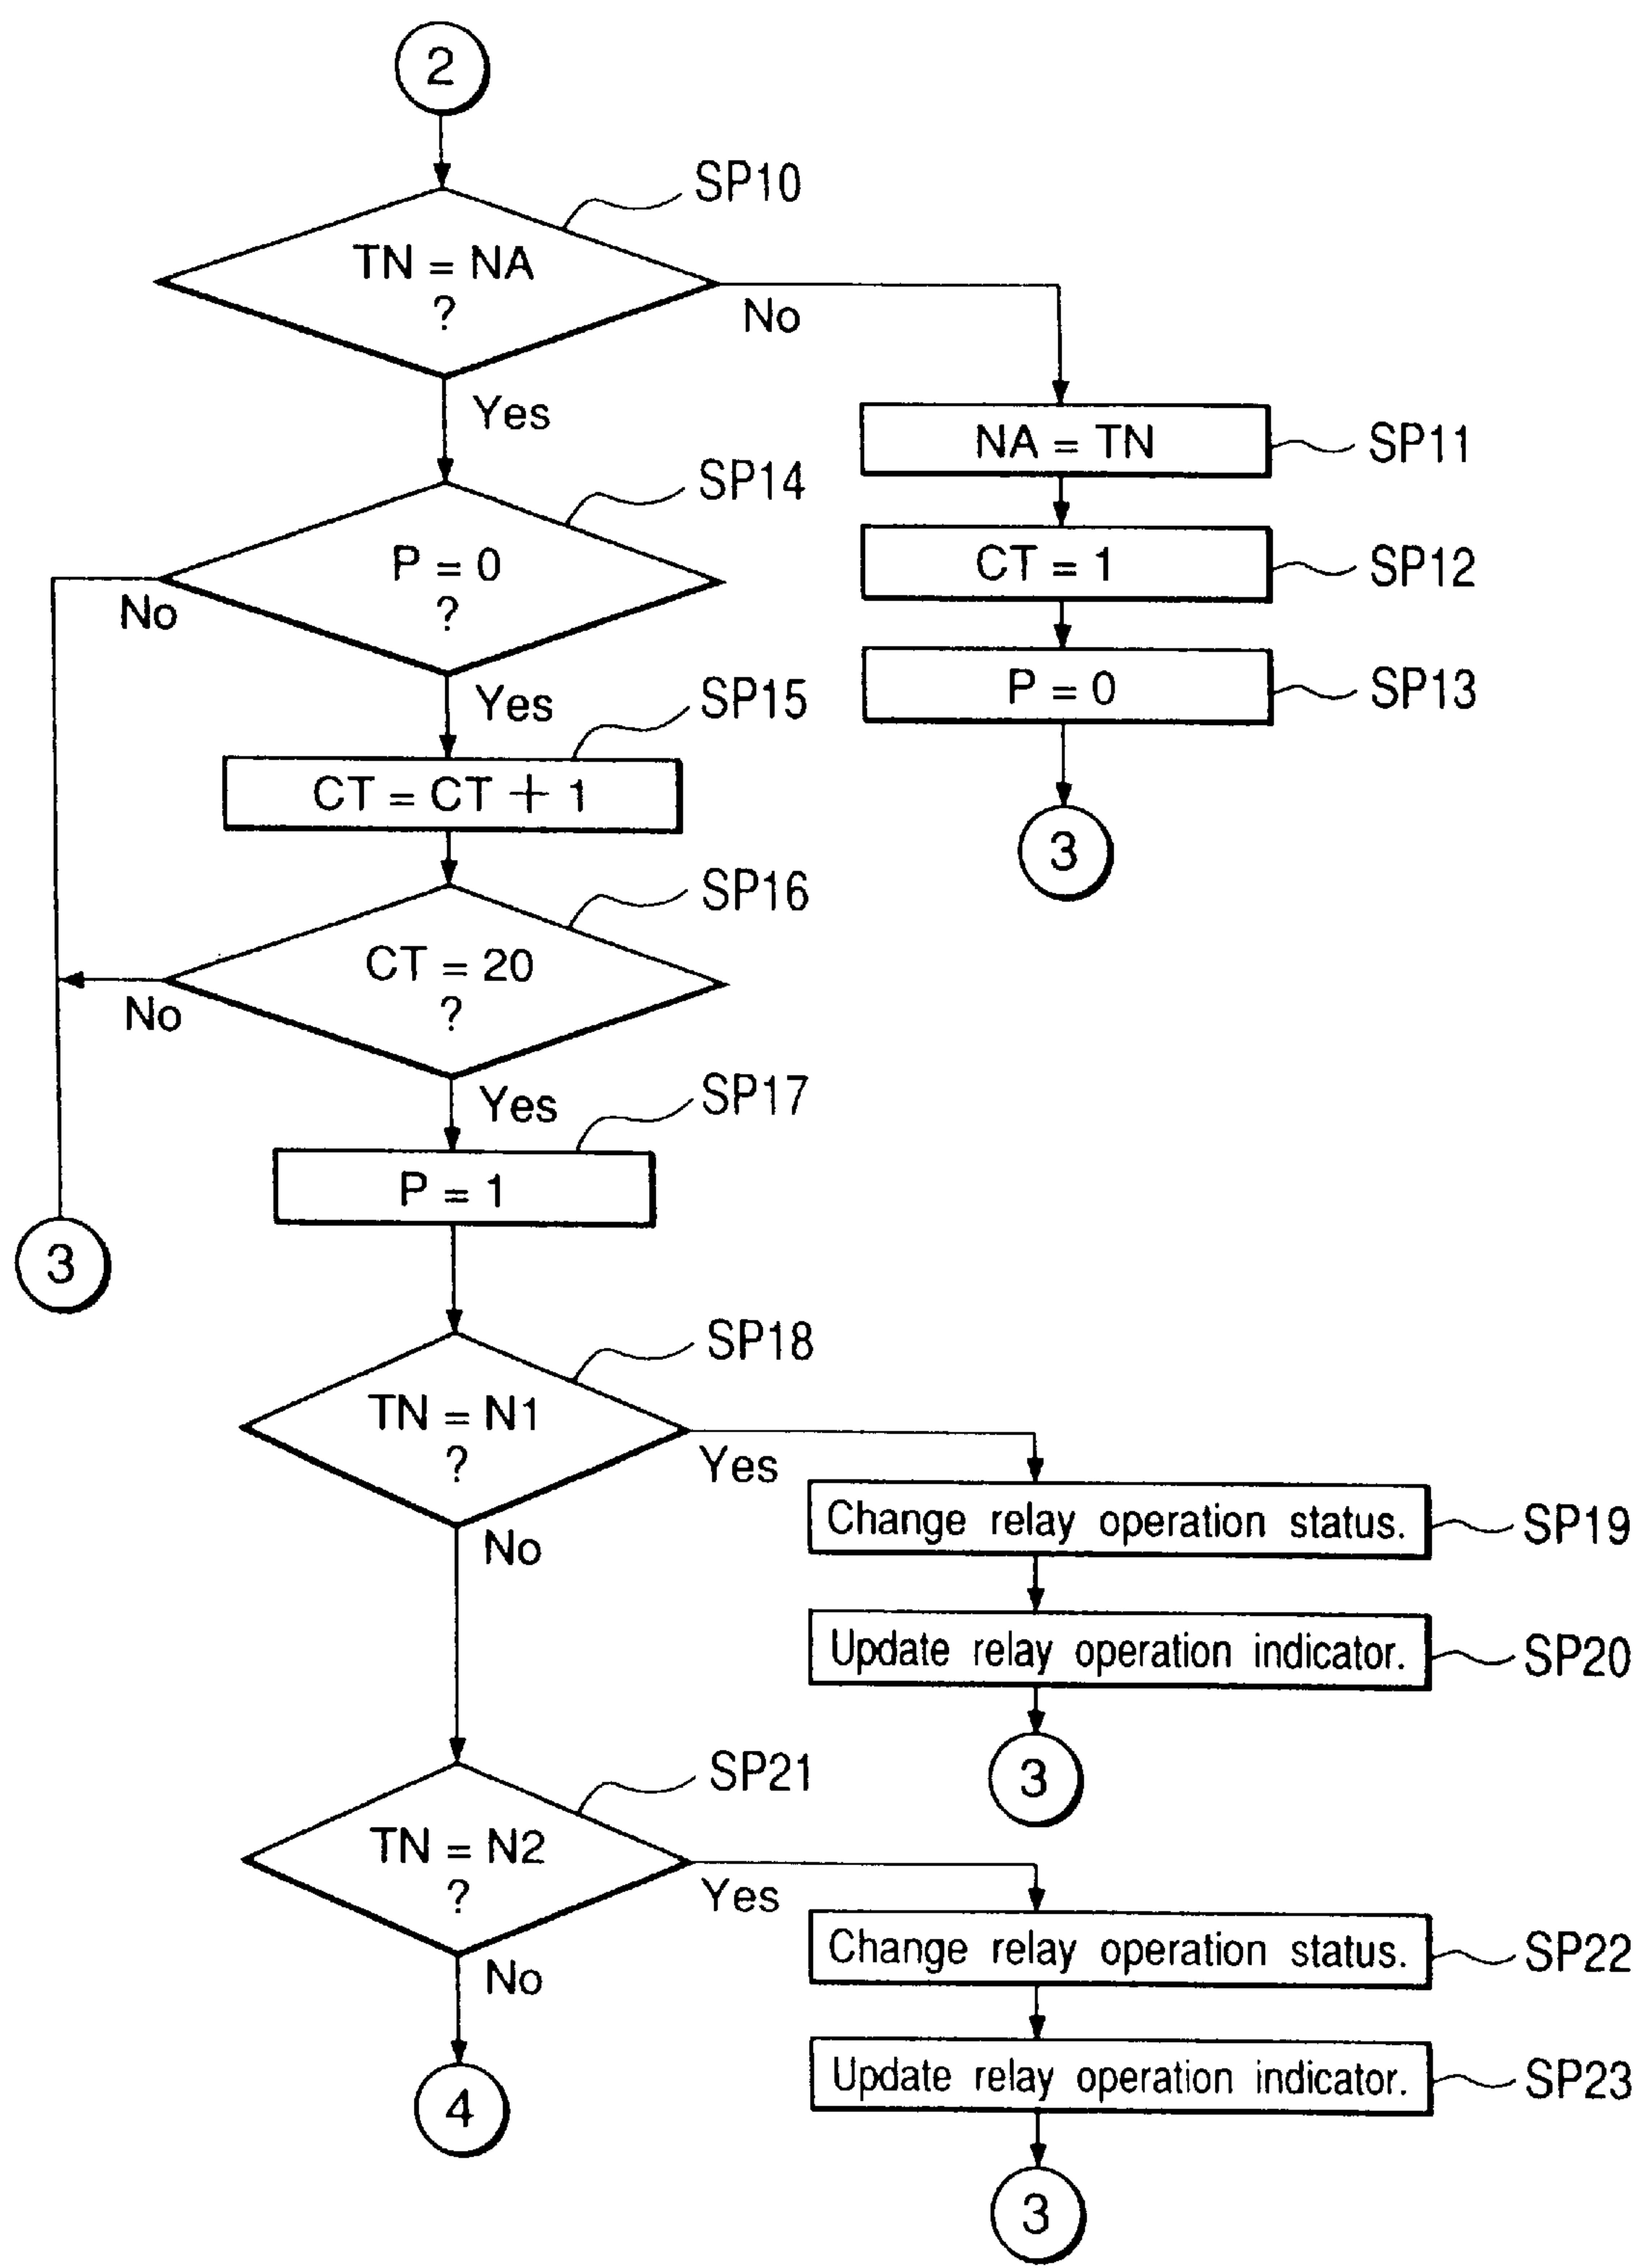 2
SP10
TN = NA
?
No
Yes
NA = TN
SP11
SP14
CT = 1
SP12
P = 0
?
No
Yes
P = 0
SP13
SP15
CT = CT + 1
3
SP16
CT = 20
?
No
Yes
SP17
P = 1
3
SP18
TN = N1
?
Yes
No
Change relay operation status.
SP19
Update relay operation indicator.
SP20
3
SP21
TN = N2
?
Yes
No
Change relay operation status.
SP22
Update relay operation indicator.
SP23
4
3